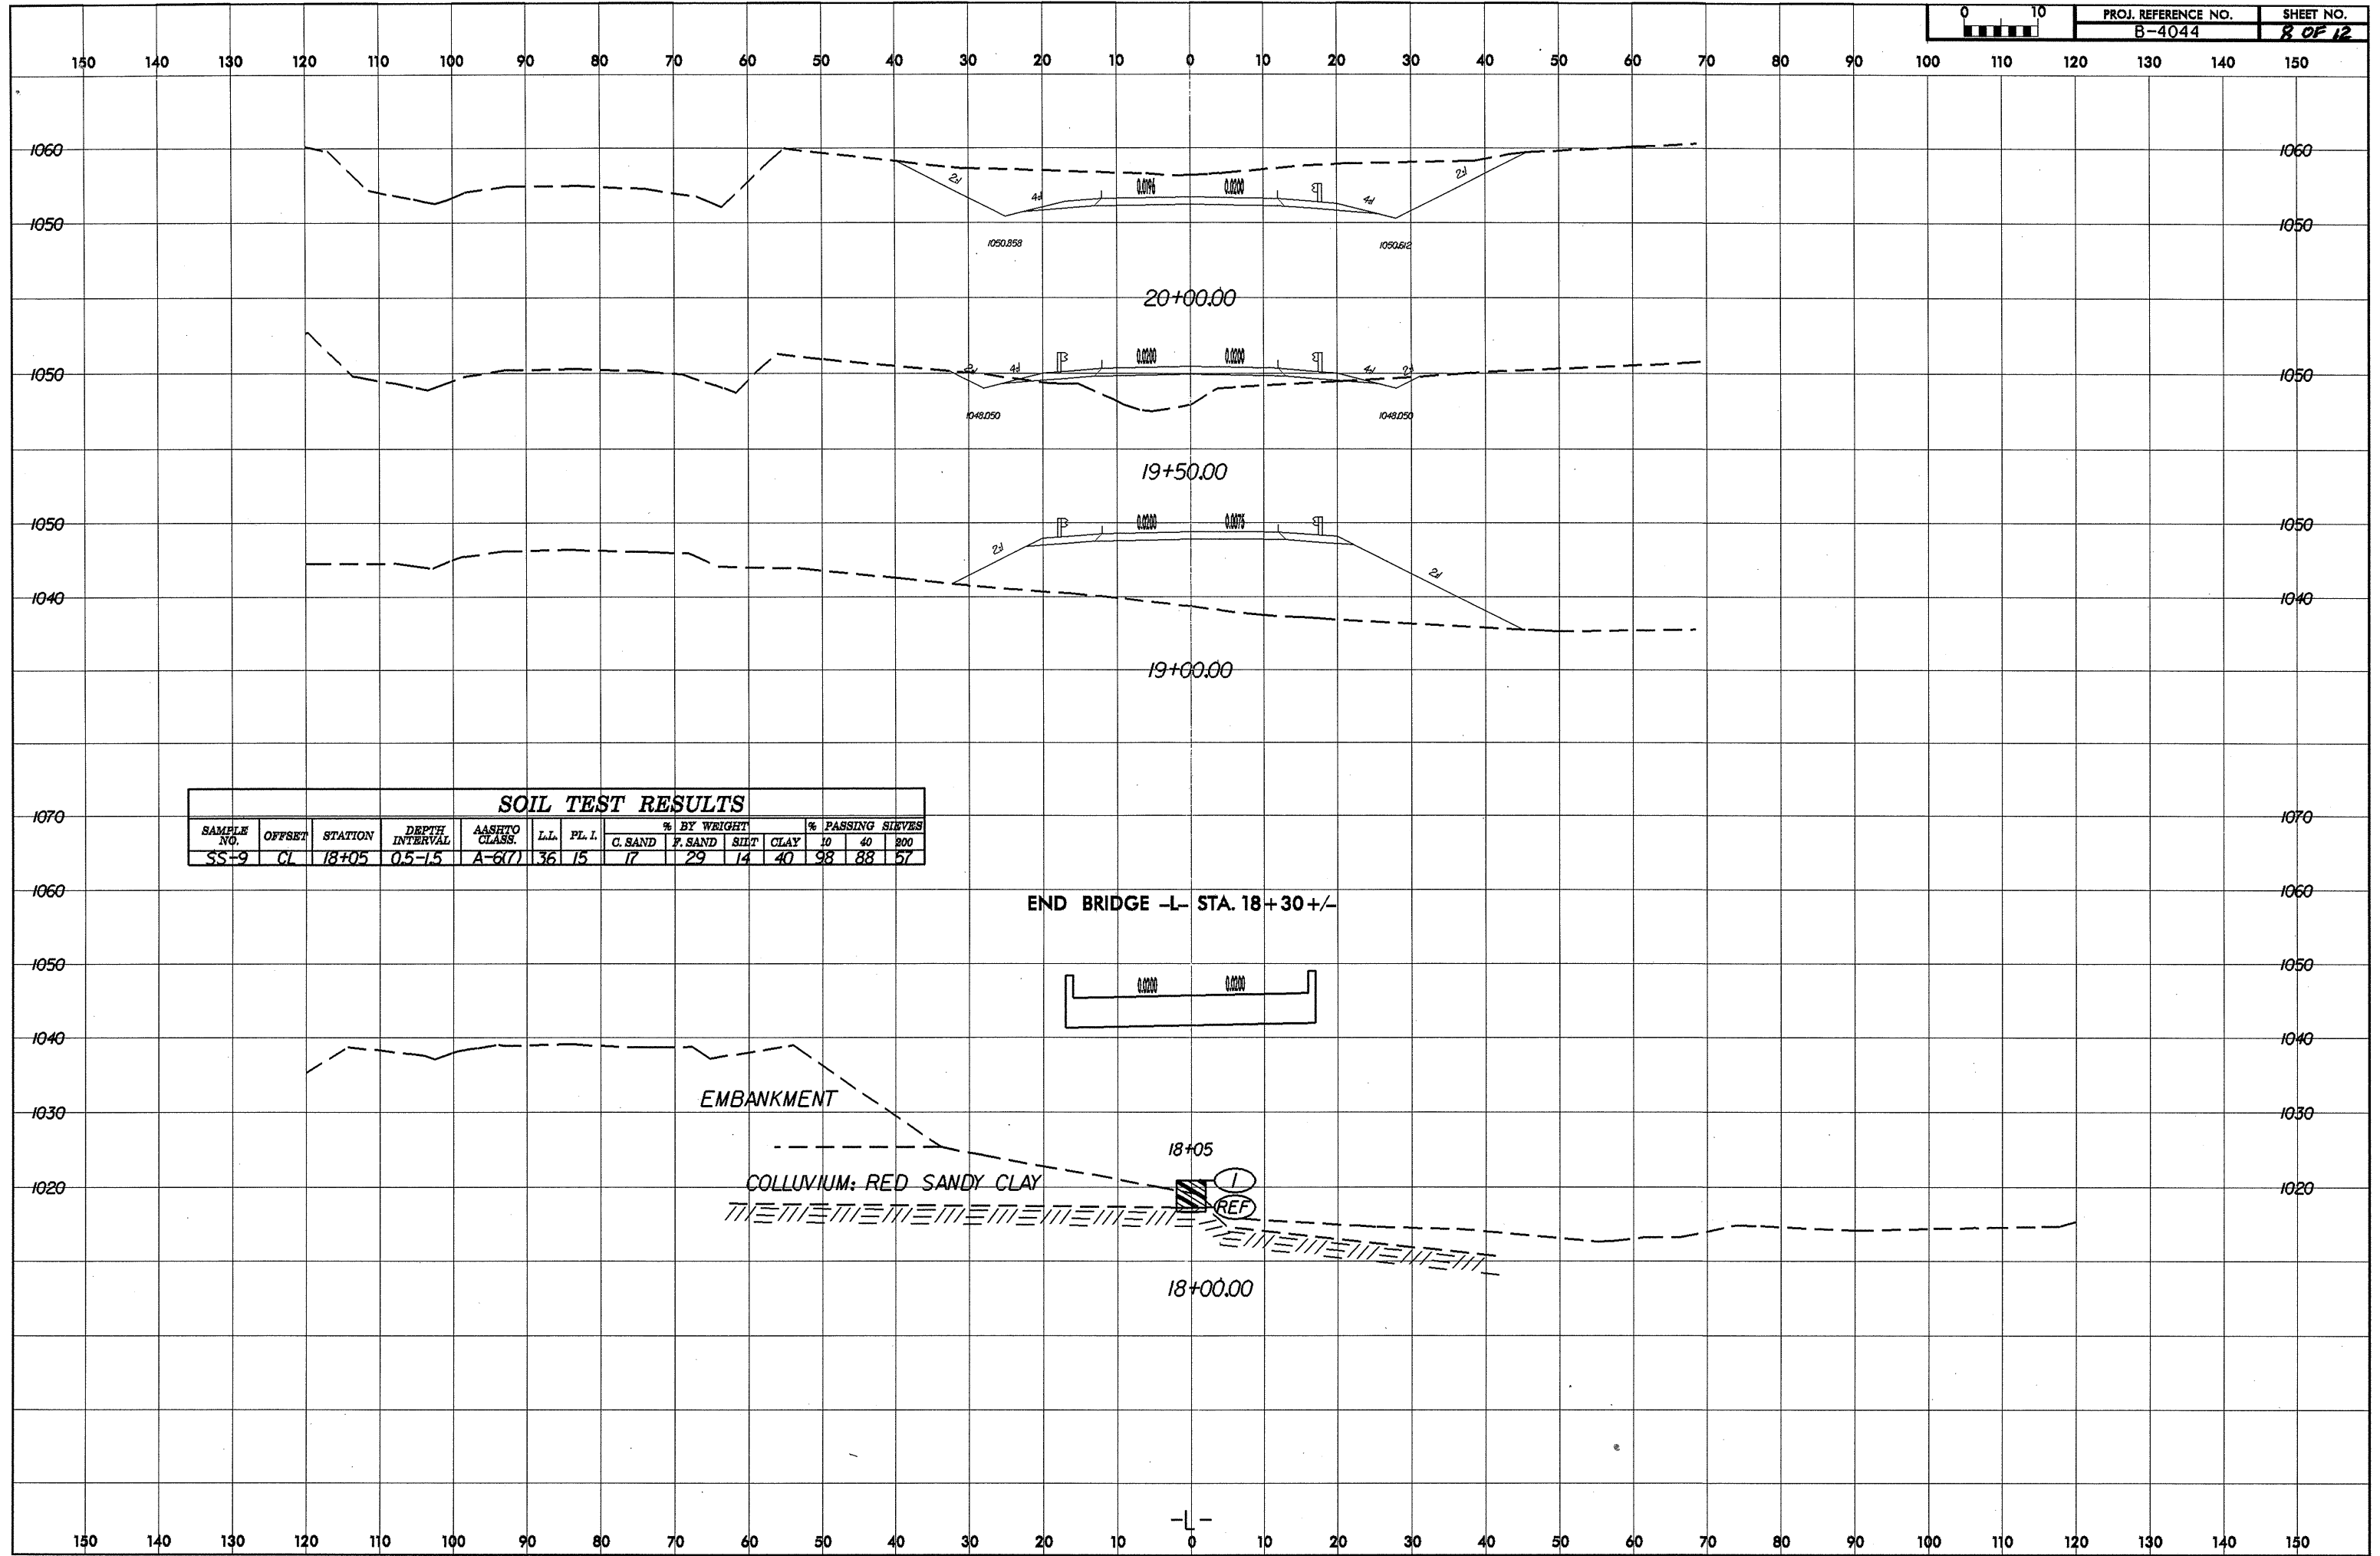 0 10
PROJ. REFERENCE NO. SHEET NO.
B-4044 8 OF 12
150 140 130 120 110 100 90 80 70 60 50 40 30 20 10 0 10 20 30 40 50 60 70 80 90 100 110 120 130 140 150
1060 1060
2:1 4:1 0.0196 0.0200 4:1 2:1
1050 1050
1050.858 1050.612
20+00.00
0.0200 0.0200
1050 2:1 4:1 4:1 2:1 1050
1048.050 1048.050
19+50.00
1050 0.0200 0.0075 1050
2:1 2:1
1040 1040
19+00.00
SOIL TEST RESULTS
1070 1070
SAMPLE NO. OFFSET STATION DEPTH INTERVAL AASHTO CLASS. L.L. PL. I. % BY WEIGHT % PASSING SIEVES
C. SAND F. SAND SILT CLAY 10 40 200
SS-9 CL 18+05 0.5-1.5 A-6(7) 36 15 17 29 14 40 98 88 57
1060 1060
END BRIDGE -L- STA. 18+30 +/-
1050 1050
0.0200 0.0200
1040 1040
EMBANKMENT
1030 1030
18+05
COLLUVIUM: RED SANDY CLAY
1020 1 1020
REF
18+00.00
-L-
150 140 130 120 110 100 90 80 70 60 50 40 30 20 10 0 10 20 30 40 50 60 70 80 90 100 110 120 130 140 150